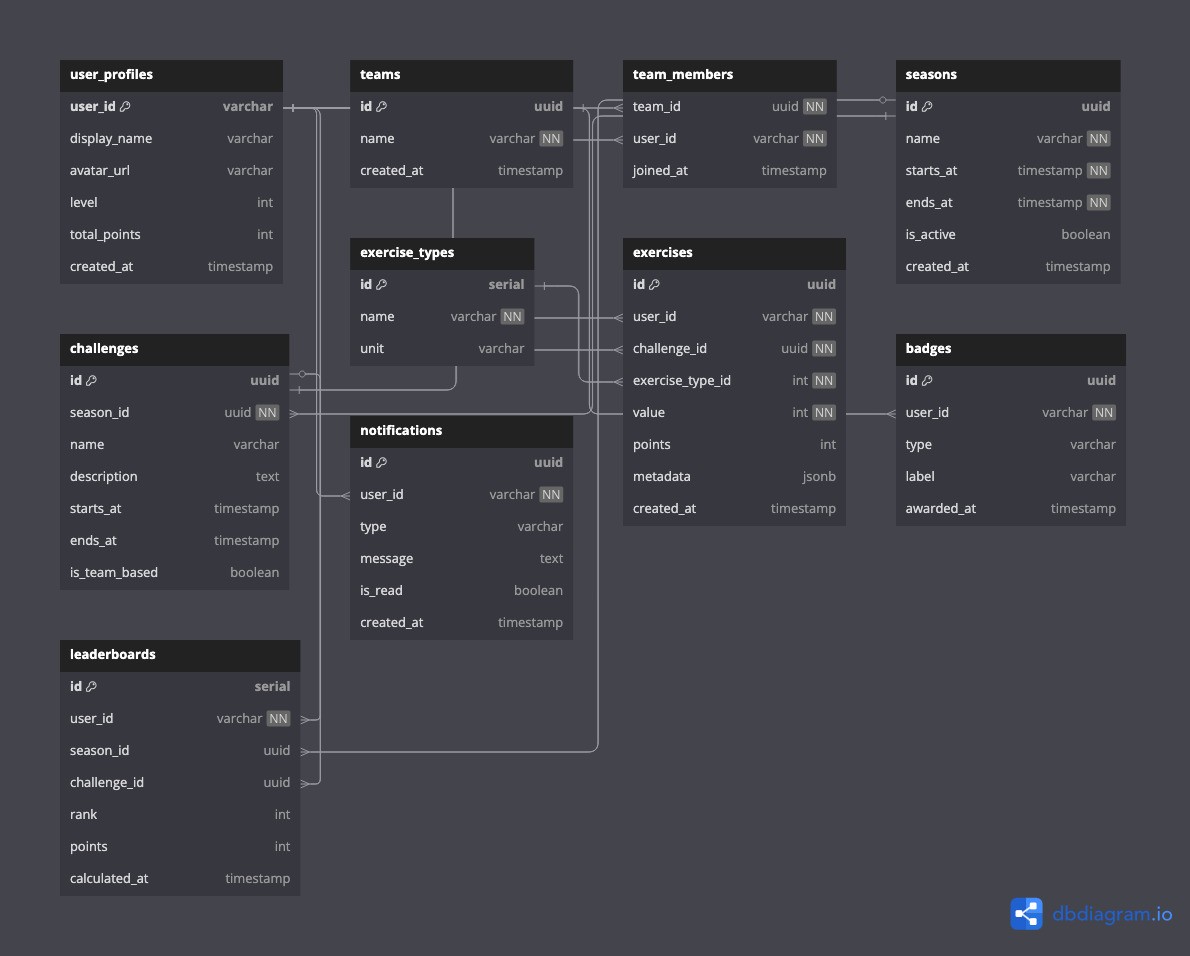 user_profiles
user_id varchar
display_name varchar
avatar_url varchar
level int
total_points int
created_at timestamp
teams
id uuid
name varchar NN
created_at timestamp
team_members
team_id uuid NN
user_id varchar NN
joined_at timestamp
seasons
id uuid
name varchar NN
starts_at timestamp NN
ends_at timestamp NN
is_active boolean
created_at timestamp
exercise_types
id serial
name varchar NN
unit varchar
exercises
id uuid
user_id varchar NN
challenge_id uuid NN
exercise_type_id int NN
value int NN
points int
metadata jsonb
created_at timestamp
challenges
id uuid
season_id uuid NN
name varchar
description text
starts_at timestamp
ends_at timestamp
is_team_based boolean
badges
id uuid
user_id varchar NN
type varchar
label varchar
awarded_at timestamp
notifications
id uuid
user_id varchar NN
type varchar
message text
is_read boolean
created_at timestamp
leaderboards
id serial
user_id varchar NN
season_id uuid
challenge_id uuid
rank int
points int
calculated_at timestamp
dbdiagram.io